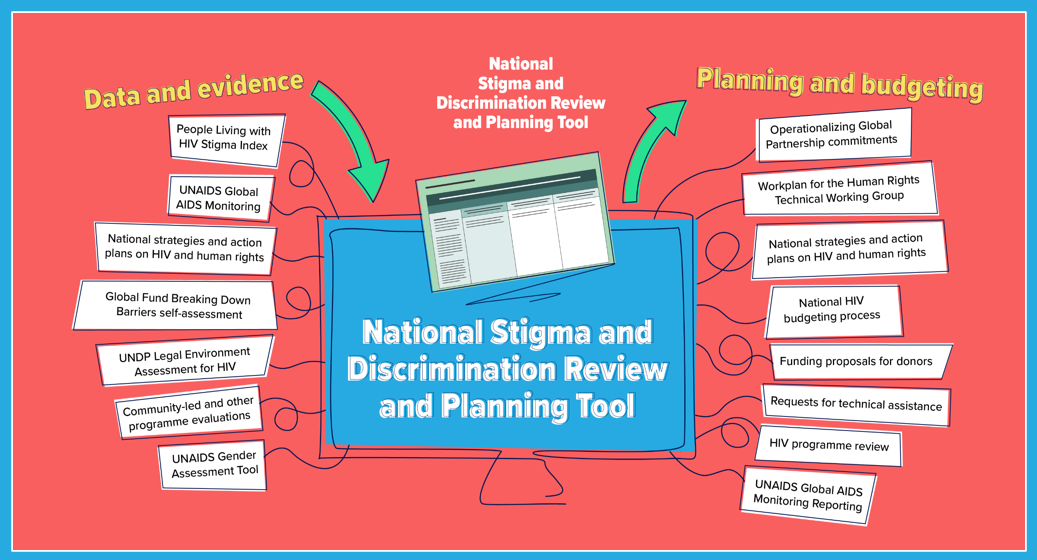 Data and evidence
People Living with
HIV Stigma Index
UNAIDS Global
AIDS Monitoring
National strategies and action
plans on HIV and human rights
Global Fund Breaking Down
Barriers self-assessment
UNDP Legal Environment
Assessment for HIV
Community-led and other
programme evaluations
UNAIDS Gender
Assessment Tool
National
Stigma and
Discrimination Review
and Planning Tool
National Stigma and
Discrimination Review
and Planning Tool
Planning and budgeting
Operationalizing Global
Partnership commitments
Workplan for the Human Rights
Technical Working Group
National strategies and action
plans on HIV and human rights
National HIV
budgeting process
Funding proposals for donors
Requests for technical assistance
HIV programme review
UNAIDS Global AIDS
Monitoring Reporting